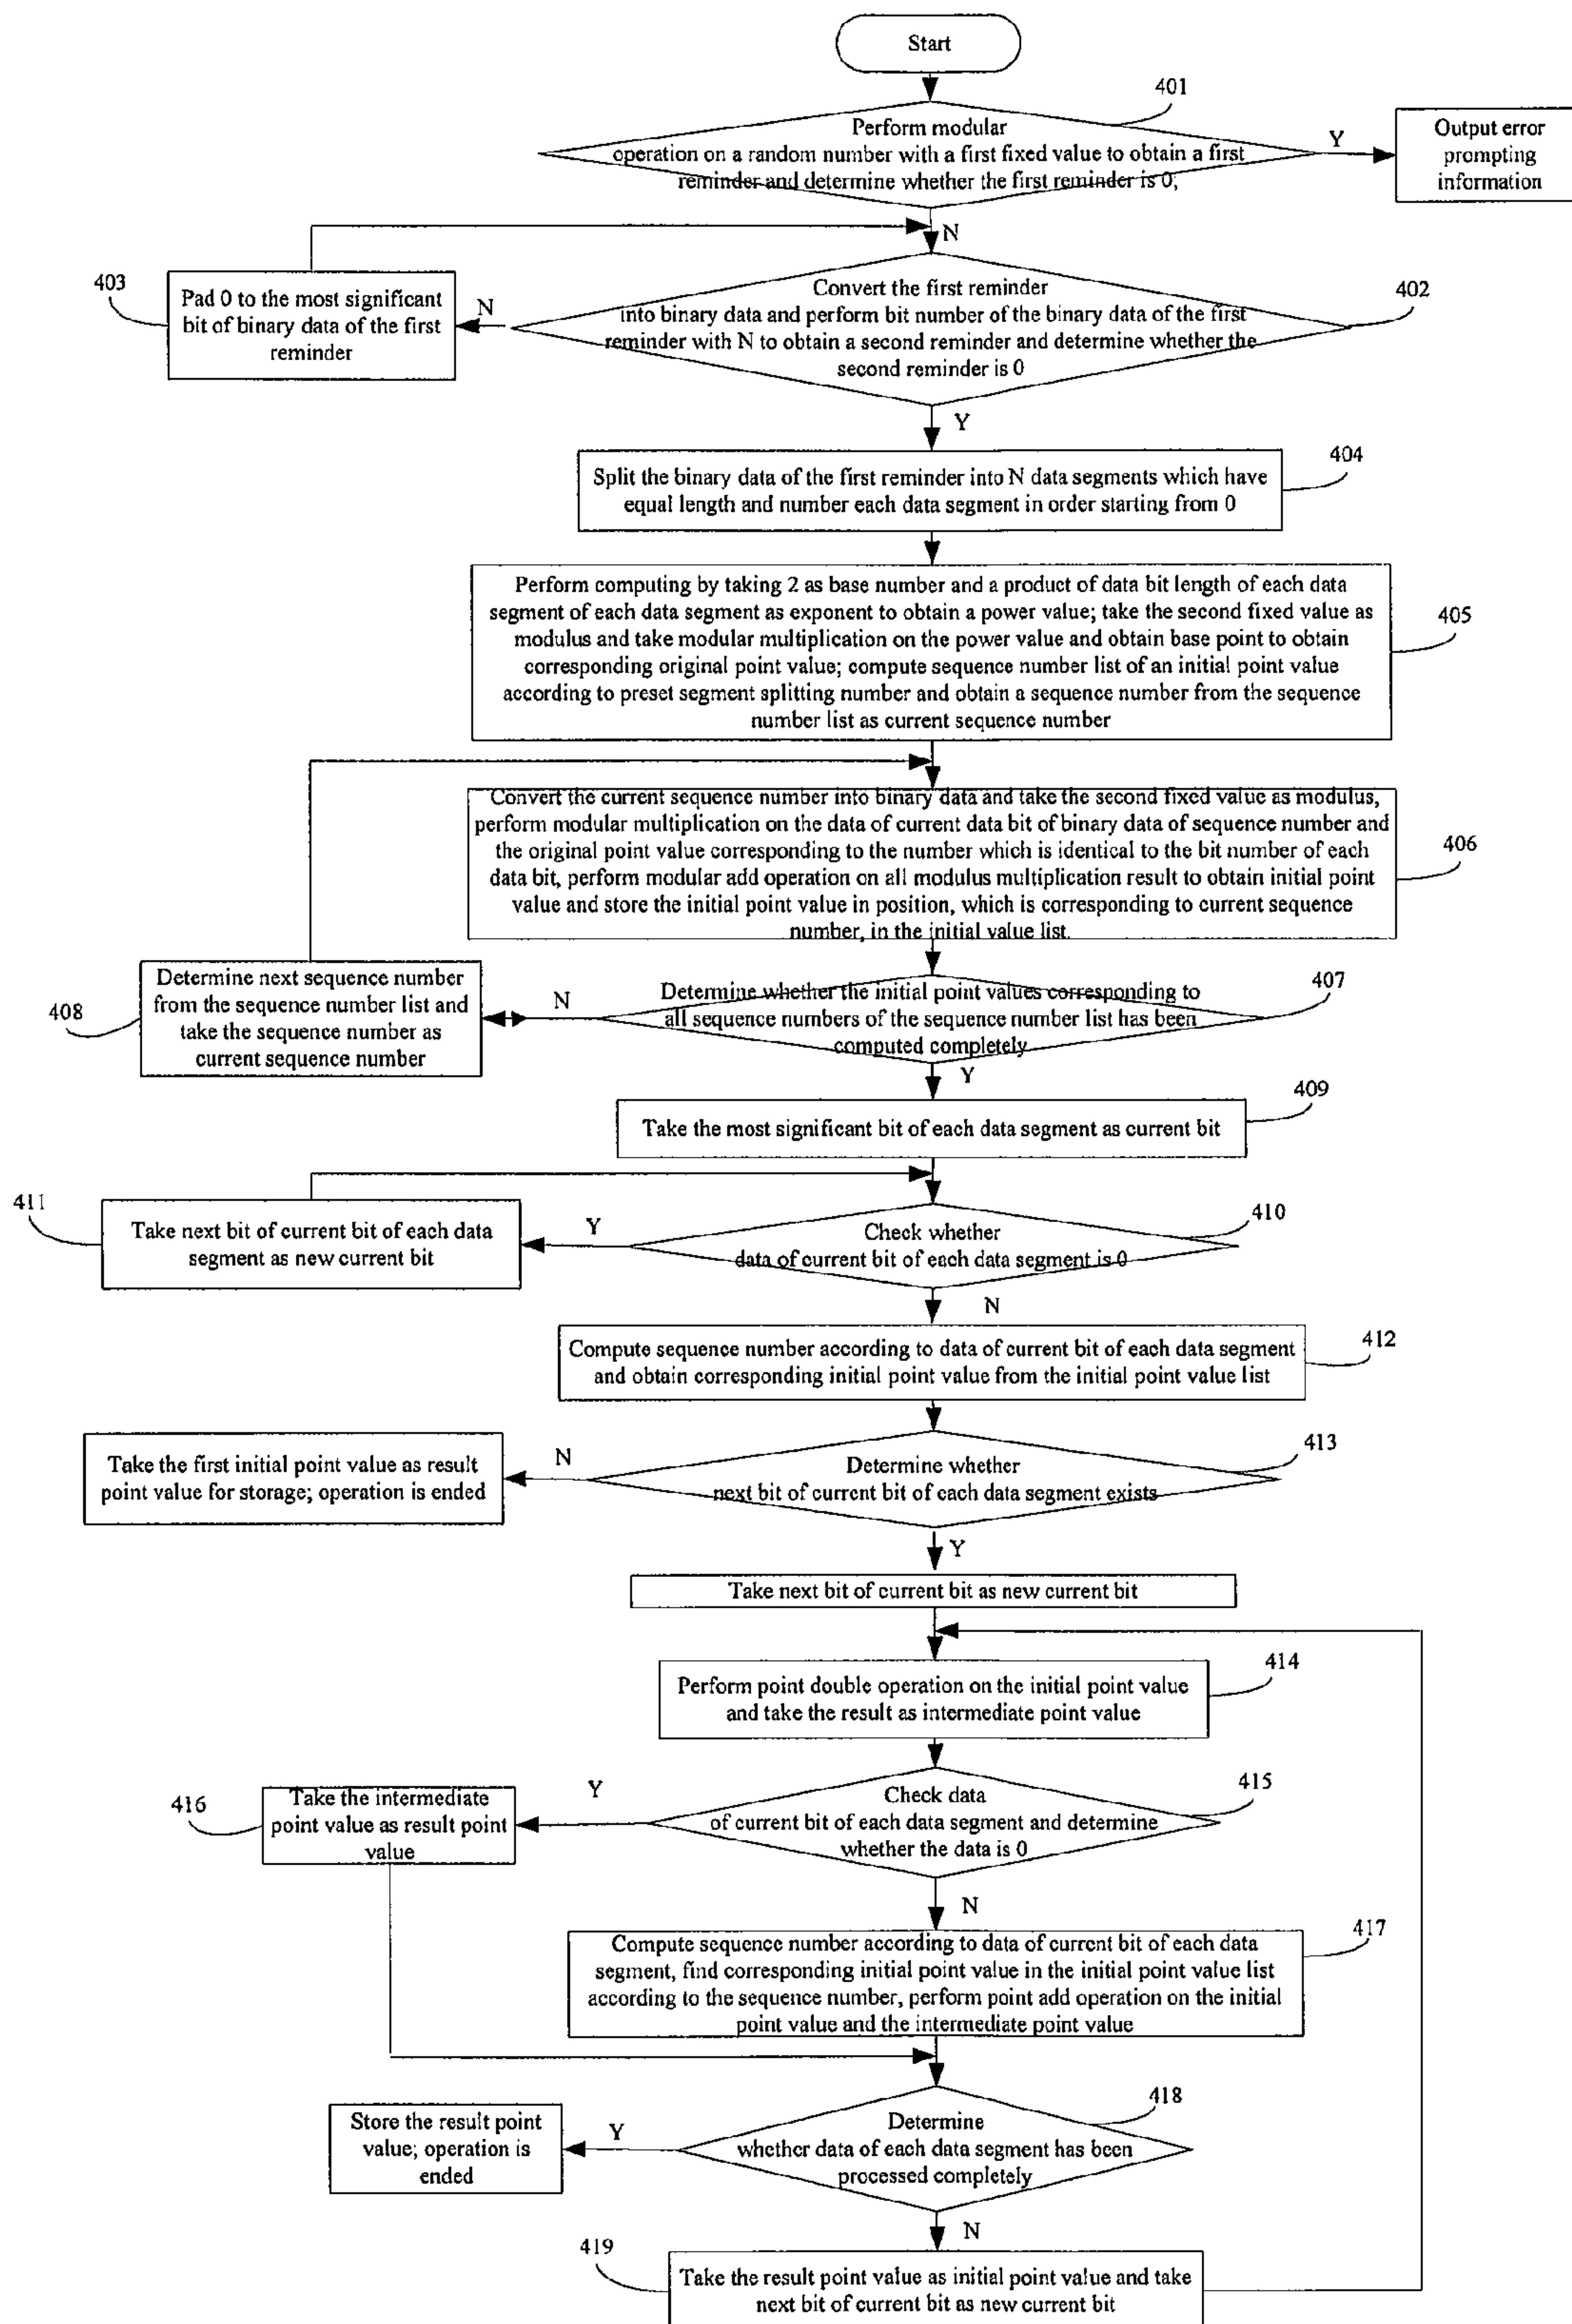 Start
401
Perform modular
operation on a random number with a first fixed value to obtain a first
reminder and determine whether the first reminder is 0;
Y
Output error
prompting
information
N
403
Pad 0 to the most significant
bit of binary data of the first
reminder
N
Convert the first reminder
into binary data and perform bit number of the binary data of the first
reminder with N to obtain a second reminder and determine whether the
second reminder is 0
402
Y
Split the binary data of the first reminder into N data segments which have
equal length and number each data segment in order starting from 0
404
Perform computing by taking 2 as base number and a product of data bit length of each data
segment of each data segment as exponent to obtain a power value; take the second fixed value as
modulus and take modular multiplication on the power value and obtain base point to obtain
corresponding original point value; compute sequence number list of an initial point value
according to preset segment splitting number and obtain a sequence number from the sequence
number list as current sequence number
405
Convert the current sequence number into binary data and take the second fixed value as modulus,
perform modular multiplication on the data of current data bit of binary data of sequence number and
the original point value corresponding to the number which is identical to the bit number of each
data bit, perform modular add operation on all modulus multiplication result to obtain initial point
value and store the initial point value in position, which is corresponding to current sequence
number, in the initial value list.
406
408
Determine next sequence number
from the sequence number list and
take the sequence number as
current sequence number
N
Determine whether the initial point values corresponding to
all sequence numbers of the sequence number list has been
computed completely
407
Y
Take the most significant bit of each data segment as current bit
409
411
Take next bit of current bit of each data
segment as new current bit
Y
Check whether
data of current bit of each data segment is 0
410
N
Compute sequence number according to data of current bit of each data segment
and obtain corresponding initial point value from the initial point value list
412
Take the first initial point value as result
point value for storage; operation is ended
N
Determine whether
next bit of current bit of each data segment exists
413
Y
Take next bit of current bit as new current bit
Perform point double operation on the initial point value
and take the result as intermediate point value
414
416
Take the intermediate
point value as result point
value
Y
Check data
of current bit of each data segment and determine
whether the data is 0
415
N
Compute sequence number according to data of current bit of each data
segment, find corresponding initial point value in the initial point value list
according to the sequence number, perform point add operation on the initial
point value and the intermediate point value
417
Store the result point
value; operation is
ended
Y
Determine
whether data of each data segment has been
processed completely
418
N
419
Take the result point value as initial point value and take
next bit of current bit as new current bit